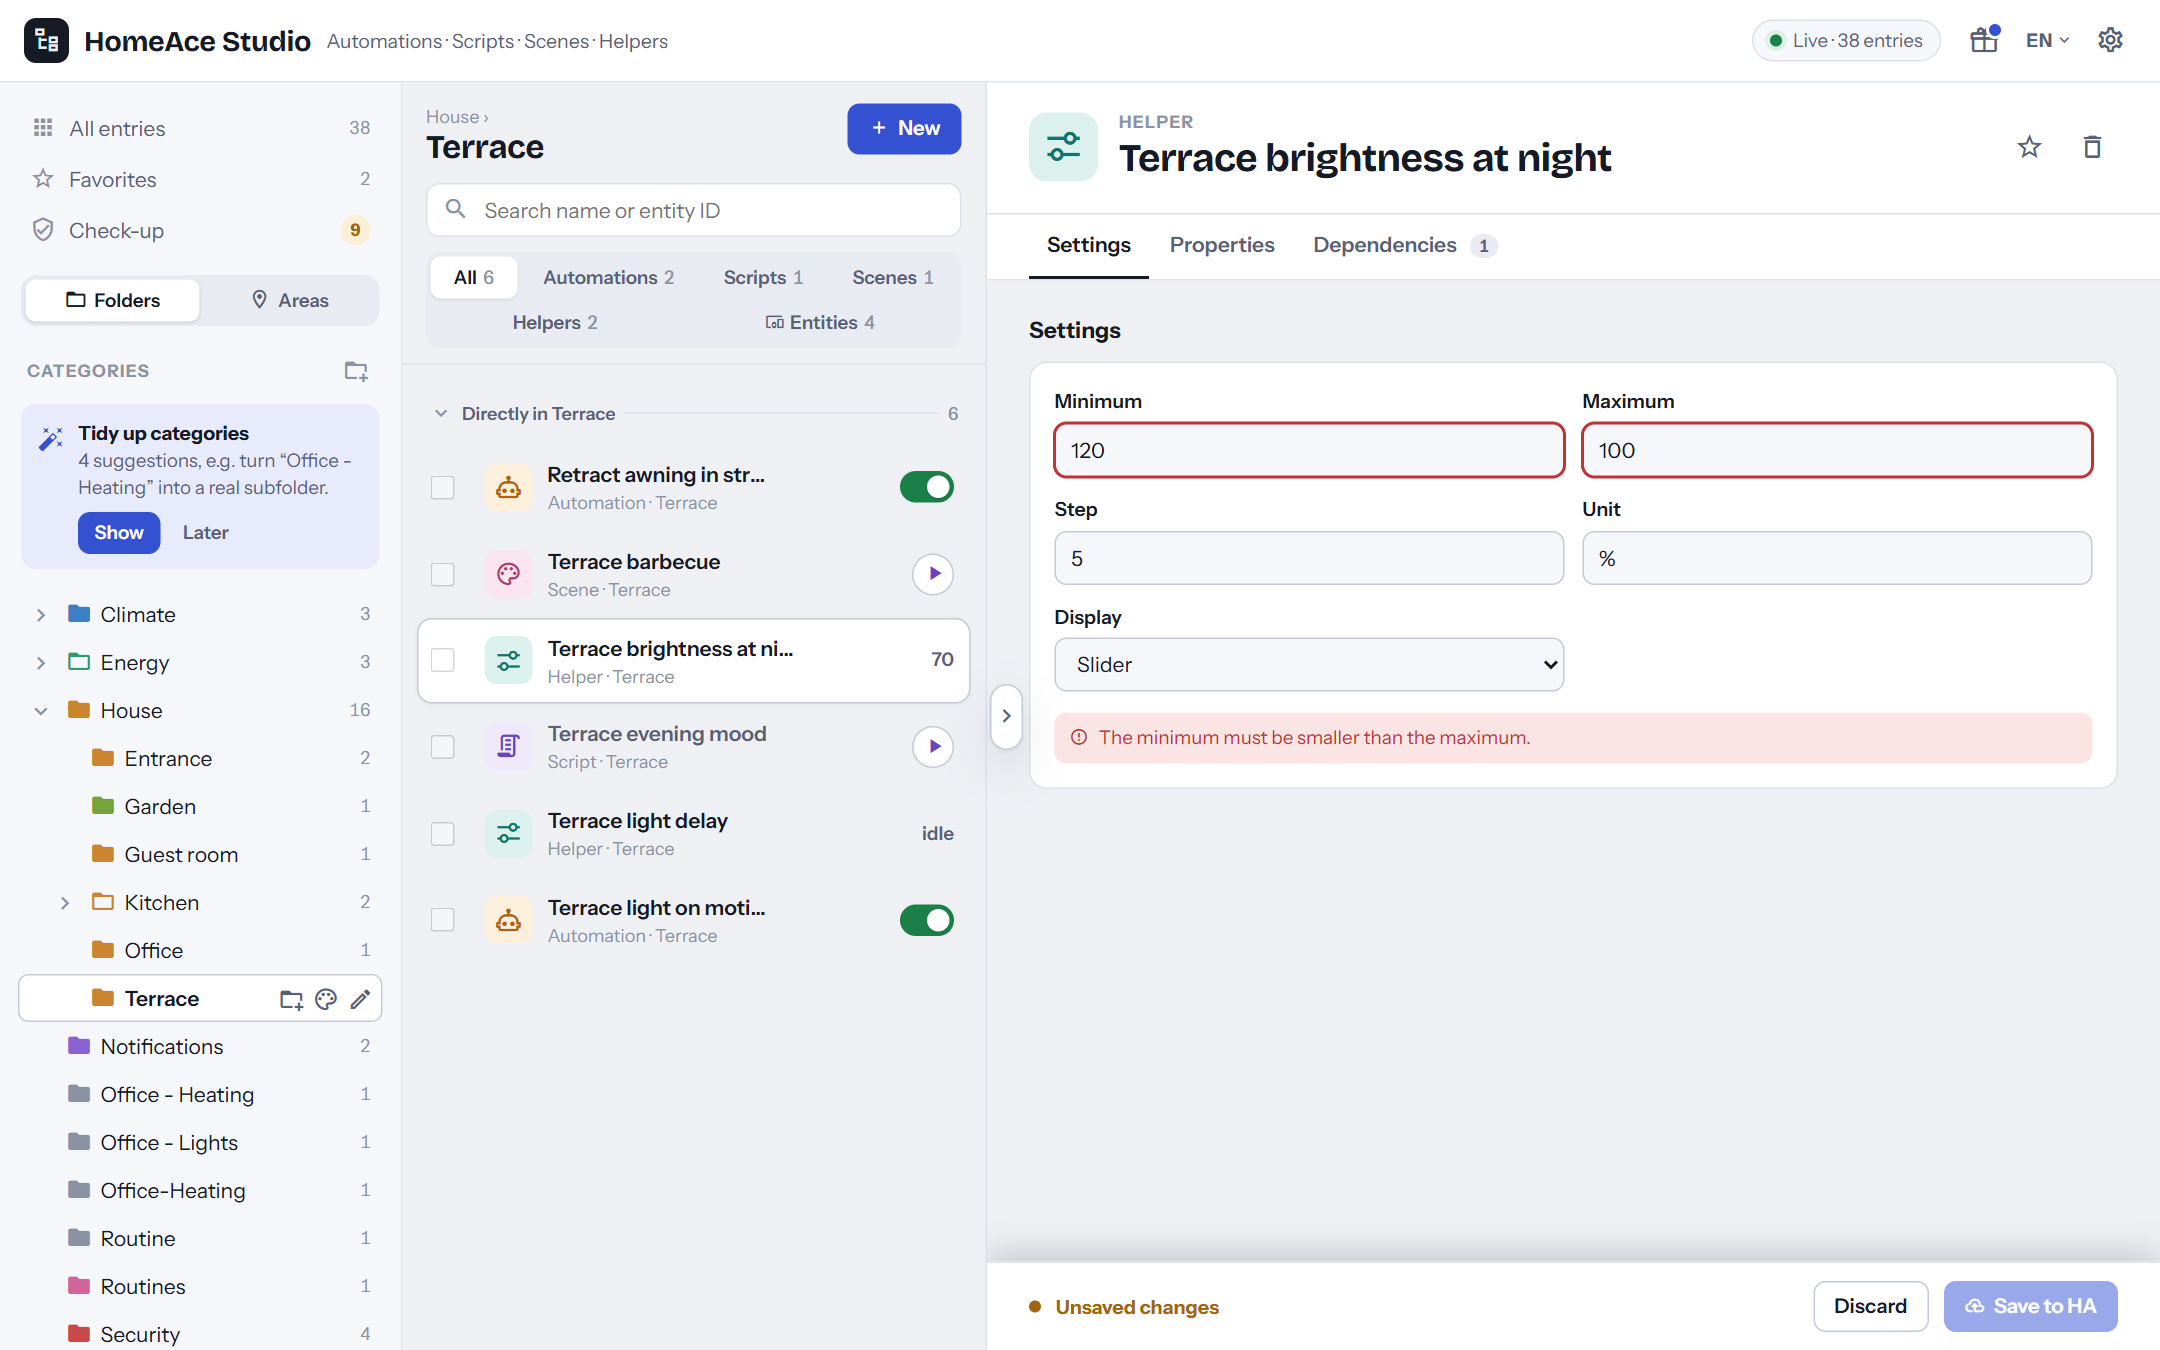 HomeAce Studio
Automations · Scripts · Scenes · Helpers
Live · 38 entries
EN
All entries 38
Favorites 2
Check-up 9
Folders
Areas
CATEGORIES
Tidy up categories
4 suggestions, e.g. turn “Office -
Heating” into a real subfolder.
Show
Later
Climate 3
Energy 3
House 16
Entrance 2
Garden 1
Guest room 1
Kitchen 2
Office 1
Terrace
Notifications 2
Office - Heating 1
Office - Lights 1
Office-Heating 1
Routine 1
Routines 1
Security 4
House ›
Terrace
+ New
Search name or entity ID
All 6
Automations 2
Scripts 1
Scenes 1
Helpers 2
Entities 4
Directly in Terrace 6
Retract awning in str...
Automation · Terrace
Terrace barbecue
Scene · Terrace
Terrace brightness at ni...
Helper · Terrace
70
Terrace evening mood
Script · Terrace
Terrace light delay
Helper · Terrace
idle
Terrace light on moti...
Automation · Terrace
HELPER
Terrace brightness at night
Settings
Properties
Dependencies 1
Settings
Minimum
120
Maximum
100
Step
5
Unit
%
Display
Slider
The minimum must be smaller than the maximum.
Unsaved changes
Discard
Save to HA